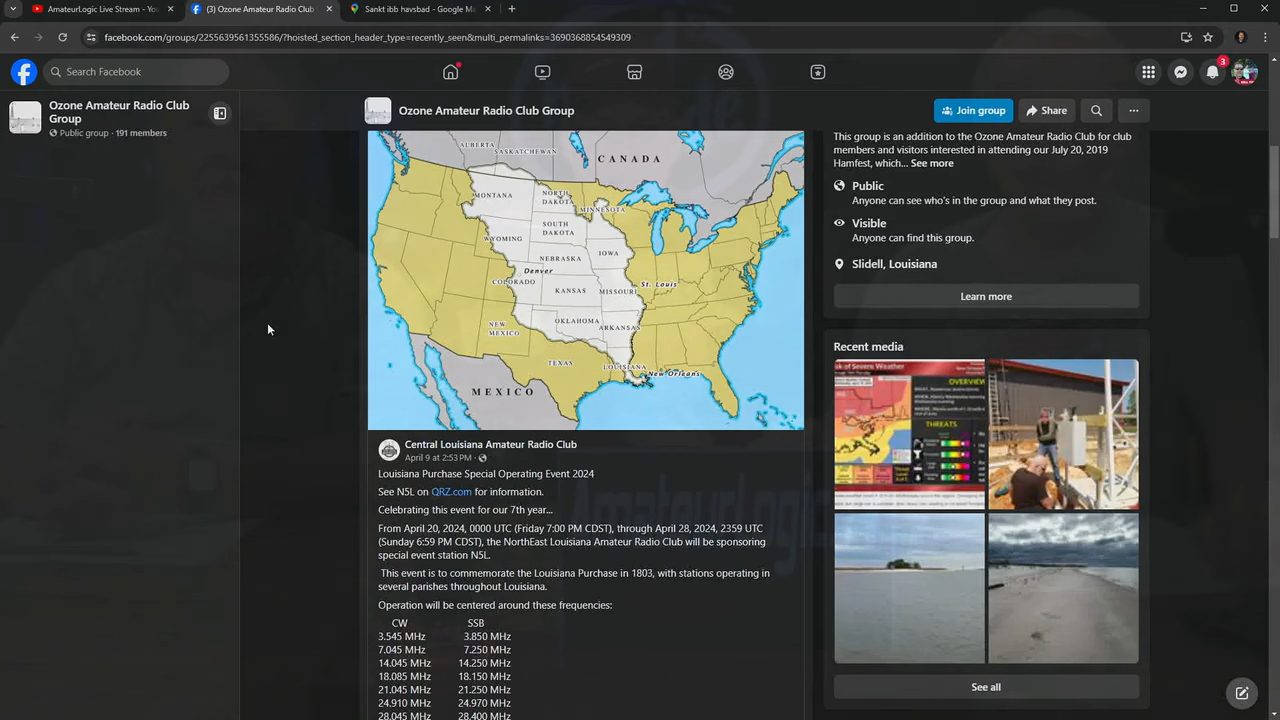 AmateurLogic Live Stream - Yo
(3) Ozone Amateur Radio Club
Sankt ibb havsbad - Google M
facebook.com/groups/2255639561355586/?hoisted_section_header_type=recently_seen&multi_permalinks=3690368854549309
Search Facebook
3
Ozone Amateur Radio Club
Group
Public group · 191 members
Ozone Amateur Radio Club Group
Join group
Share
ALBERTA
SASKATCHEWAN
CANADA
MONTANA
NORTH
DAKOTA
MINNESOTA
SOUTH
DAKOTA
WYOMING
IOWA
NEBRASKA
Denver
COLORADO
KANSAS
MISSOURI
St. Louis
NEW
MEXICO
OKLAHOMA
ARKANSAS
TEXAS
LOUISIANA
New Orleans
MEXICO
Central Louisiana Amateur Radio Club
April 9 at 2:53 PM ·
Louisiana Purchase Special Operating Event 2024
See N5L on QRZ.com for information.
Celebrating this event for our 7th year...
From April 20, 2024, 0000 UTC (Friday 7:00 PM CDST), through April 28, 2024, 2359 UTC
(Sunday 6:59 PM CDST), the NorthEast Louisiana Amateur Radio Club will be sponsoring
special event station N5L.
This event is to commemorate the Louisiana Purchase in 1803, with stations operating in
several parishes throughout Louisiana.
Operation will be centered around these frequencies:
CW SSB
3.545 MHz 3.850 MHz
7.045 MHz 7.250 MHz
14.045 MHz 14.250 MHz
18.085 MHz 18.150 MHz
21.045 MHz 21.250 MHz
24.910 MHz 24.970 MHz
28.045 MHz 28.400 MHz
This group is an addition to the Ozone Amateur Radio Club for club
members and visitors interested in attending our July 20, 2019
Hamfest, which... See more
Public
Anyone can see who's in the group and what they post.
Visible
Anyone can find this group.
Slidell, Louisiana
Learn more
Recent media
Risk of Severe Weather
OVERVIEW
THREATS
See all